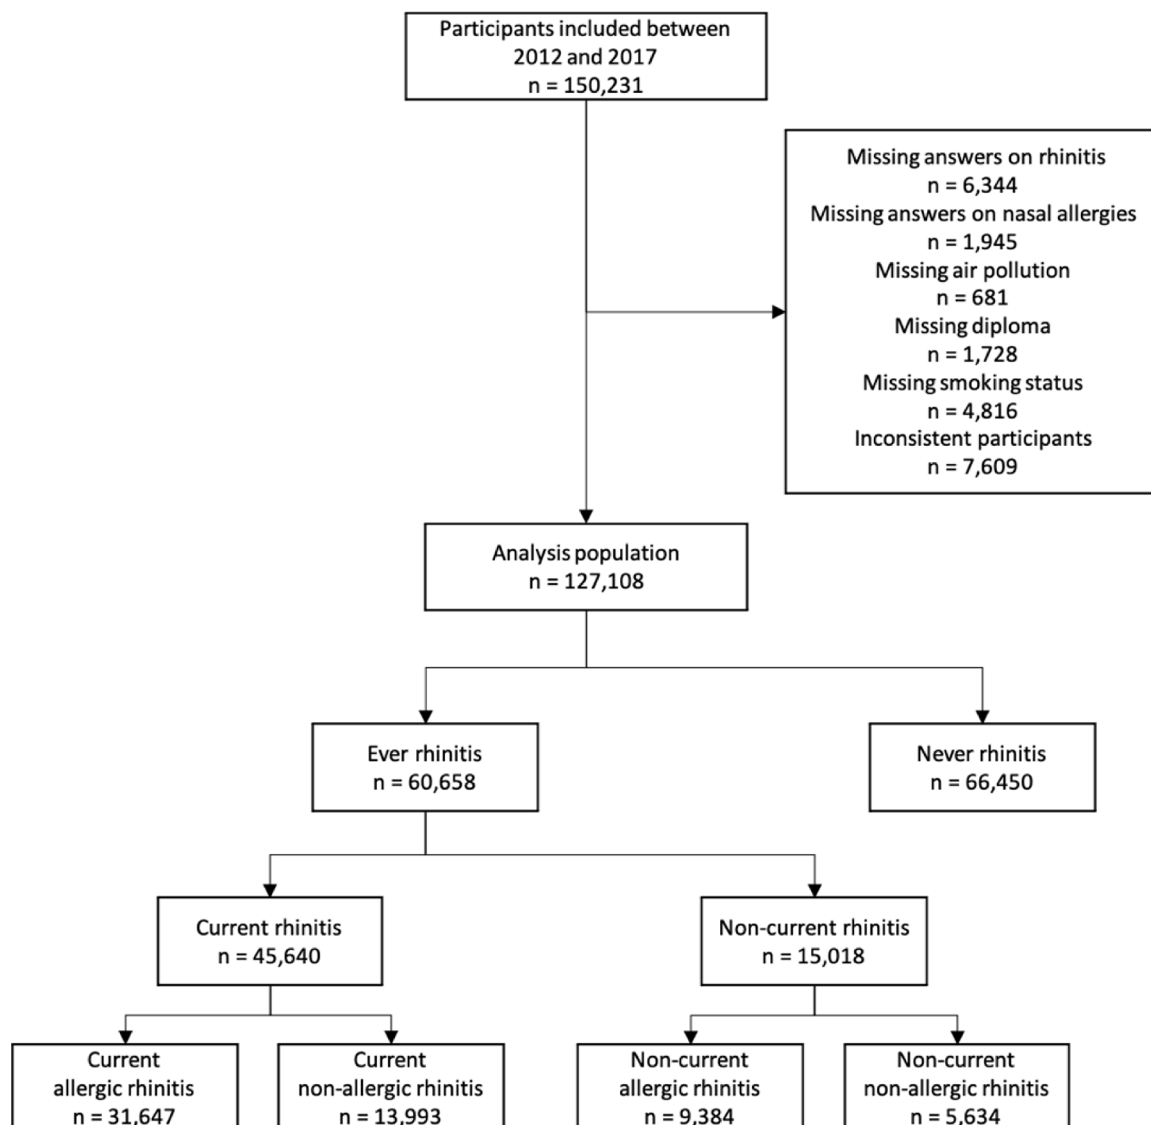 Participants included between
2012 and 2017
n = 150,231
Missing answers on rhinitis
n = 6,344
Missing answers on nasal allergies
n = 1,945
Missing air pollution
n = 681
Missing diploma
n = 1,728
Missing smoking status
n = 4,816
Inconsistent participants
n = 7,609
Analysis population
n = 127,108
Ever rhinitis
n = 60,658
Never rhinitis
n = 66,450
Current rhinitis
n = 45,640
Non-current rhinitis
n = 15,018
Current
allergic rhinitis
n = 31,647
Current
non-allergic rhinitis
n = 13,993
Non-current
allergic rhinitis
n = 9,384
Non-current
non-allergic rhinitis
n = 5,634